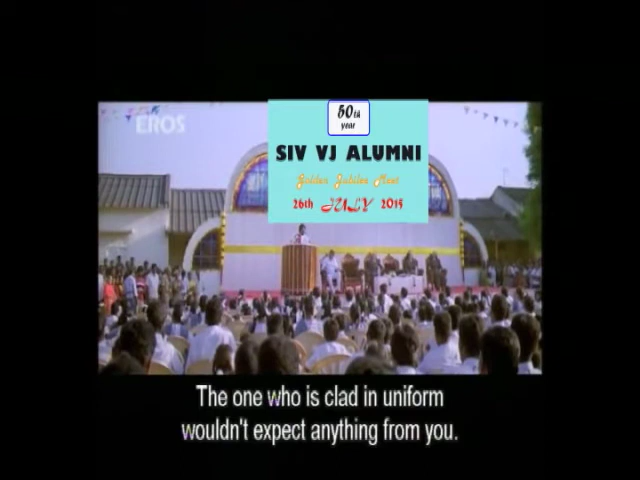 EROS
50th
year
SIV VJ ALUMNI
Golden Jubilee Meet
26th JULY 2015
The one who is clad in uniform
wouldn't expect anything from you.